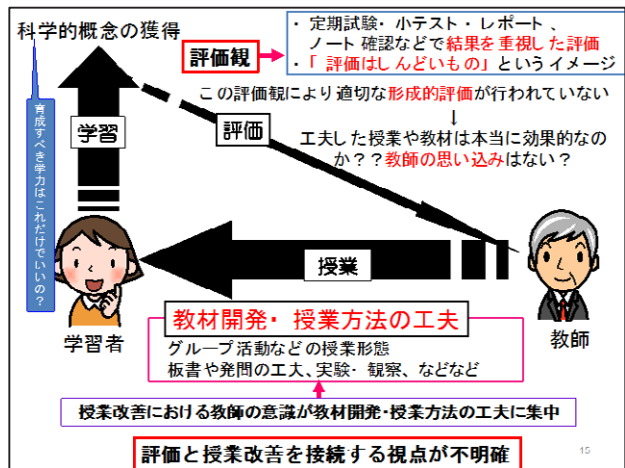 科学的概念の獲得
評価観
・ 定期試験・小テスト・レポート、
ノート確認などで結果を重視した評価
・「 評価はしんどいもの」というイメージ
この評価観により適切な形成的評価が行われていない
↓
工夫した授業や教材は本当に効果的なの
か？？教師の思い込みはない？
育成すべき学力はこれだけでいいの？
学習
評価
授業
学習者
教師
教材開発・ 授業方法の工夫
グループ活動などの授業形態
板書や発問の工夫、実験・観察、などなど
授業改善における教師の意識が教材開発・授業方法の工夫に集中
評価と授業改善を接続する視点が不明確
15